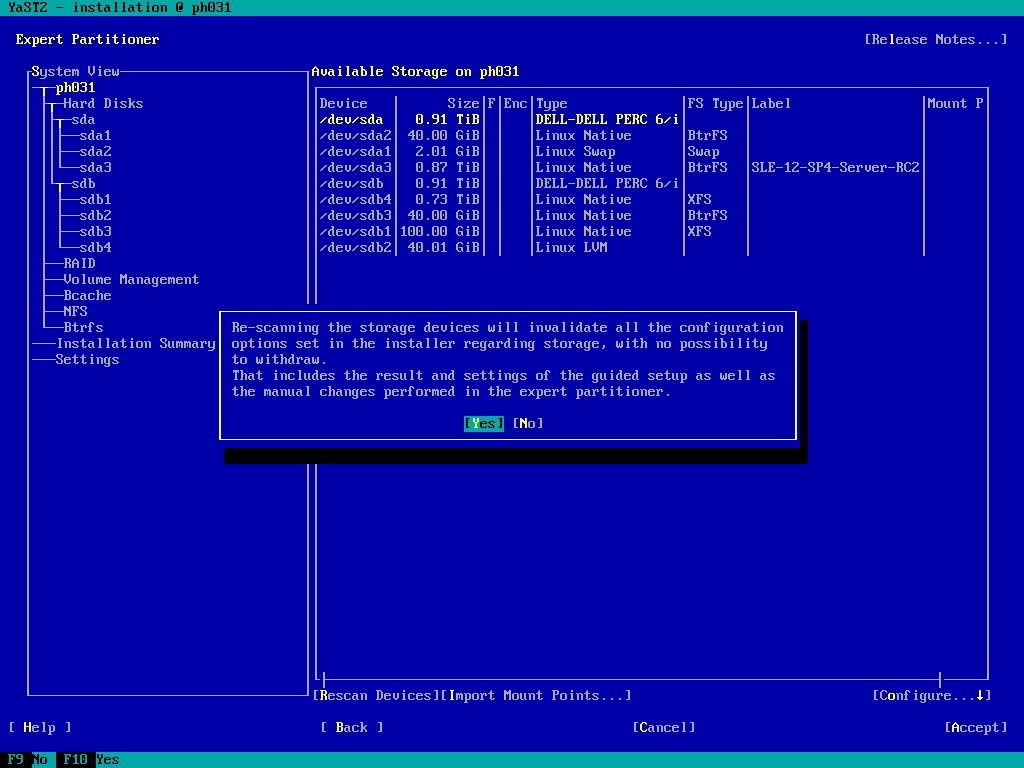 YaST2 - installation @ ph031
Expert Partitioner [Release Notes...]
System View
ph031
Hard Disks
sda
sda1
sda2
sda3
sdb
sdb1
sdb2
sdb3
sdb4
RAID
Volume Management
Bcache
NFS
Btrfs
Installation Summary
Settings
Available Storage on ph031
Device Size F Enc Type FS Type Label Mount P
/dev/sda 0.91 TiB DELL-DELL PERC 6/i
/dev/sda2 40.00 GiB Linux Native BtrFS
/dev/sda1 2.01 GiB Linux Swap Swap
/dev/sda3 0.87 TiB Linux Native BtrFS SLE-12-SP4-Server-RC2
/dev/sdb 0.91 TiB DELL-DELL PERC 6/i
/dev/sdb4 0.73 TiB Linux Native XFS
/dev/sdb3 40.00 GiB Linux Native BtrFS
/dev/sdb1 100.00 GiB Linux Native XFS
/dev/sdb2 40.01 GiB Linux LVM
Re-scanning the storage devices will invalidate all the configuration
options set in the installer regarding storage, with no possibility
to withdraw.
That includes the result and settings of the guided setup as well as
the manual changes performed in the expert partitioner.
[Yes] [No]
[Rescan Devices][Import Mount Points...] [Configure...↓]
[ Help ] [ Back ] [Cancel] [Accept]
F9 No F10 Yes